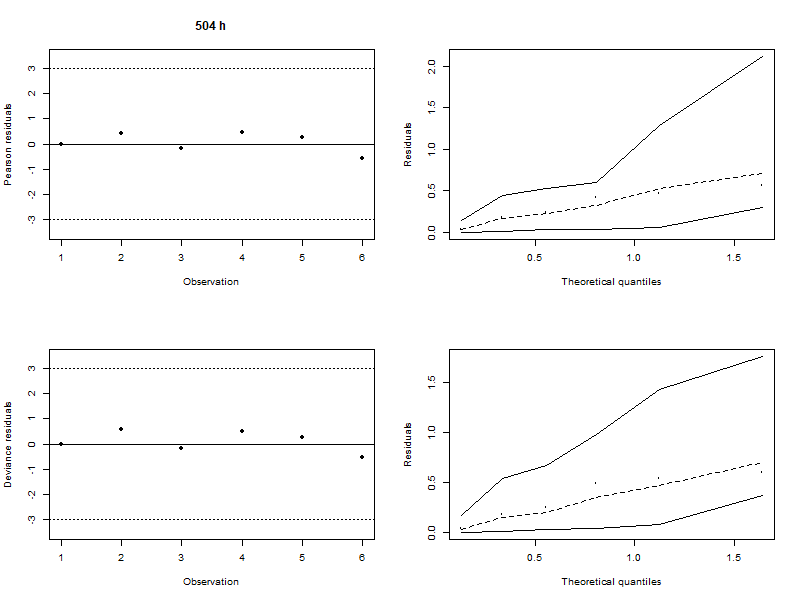 504 h
Pearson residuals
3
2
1
0
-1
-2
-3
1 2 3 4 5 6
Observation
Residuals
2.0
1.5
1.0
0.5
0.0
0.5 1.0 1.5
Theoretical quantiles
Deviance residuals
3
2
1
0
-1
-2
-3
1 2 3 4 5 6
Observation
Residuals
1.5
1.0
0.5
0.0
0.5 1.0 1.5
Theoretical quantiles